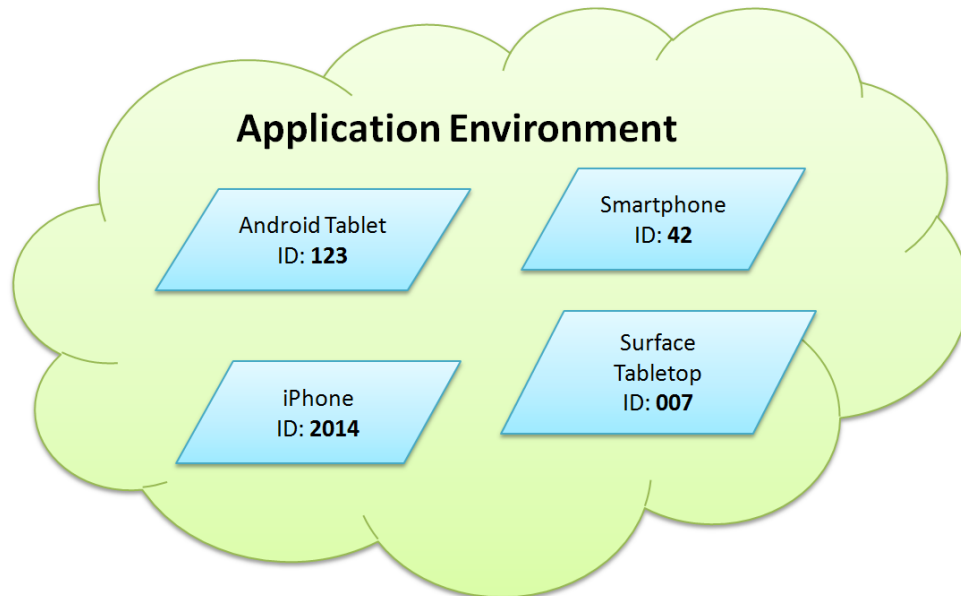 Application Environment
Android Tablet
ID: 123
Smartphone
ID: 42
iPhone
ID: 2014
Surface
Tabletop
ID: 007